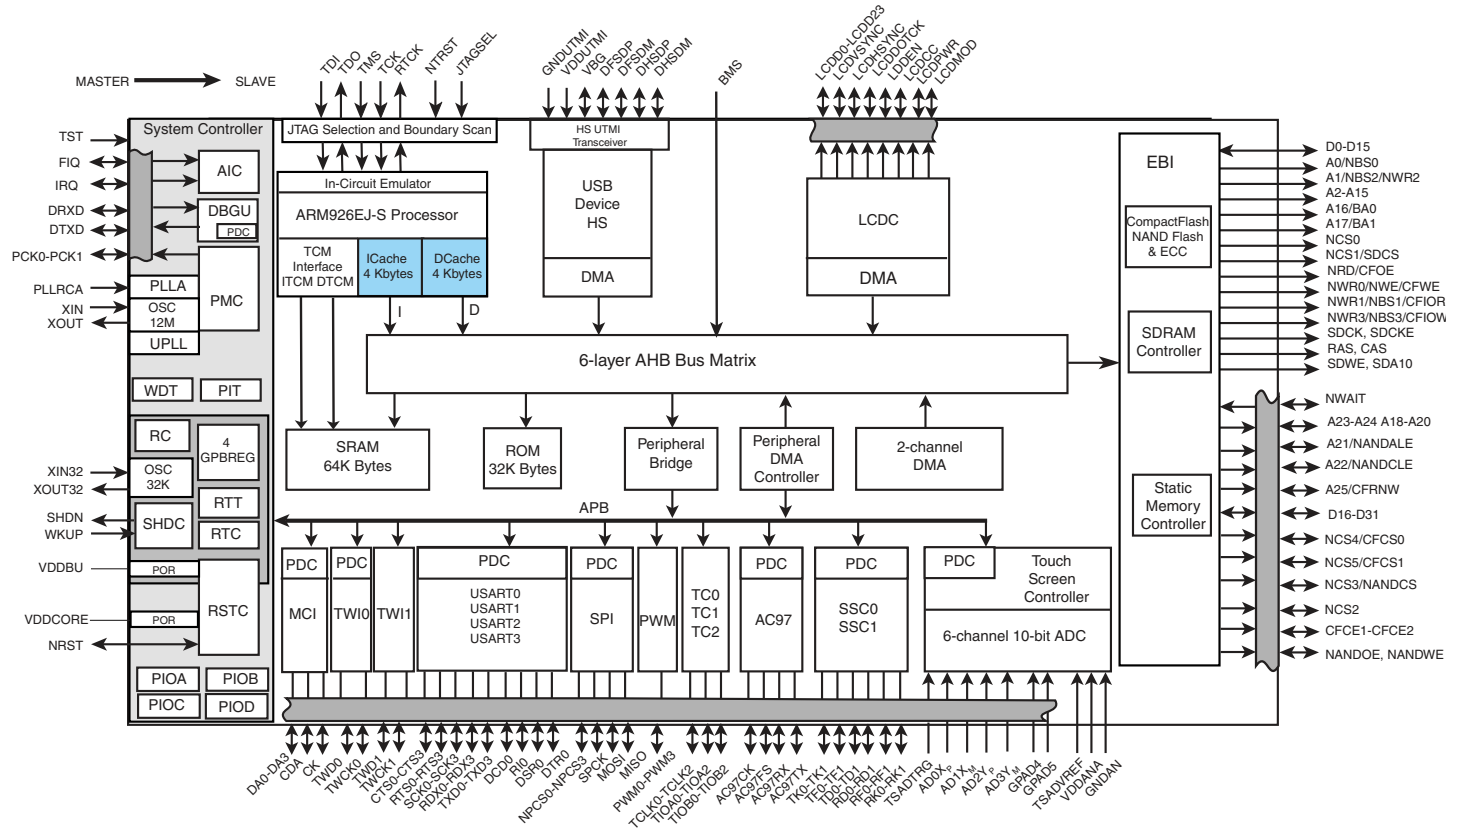 MASTER
SLAVE
TDI
TDO
TMS
TCK
RTCK
NTRST
JTAGSEL
GNDUTMI
VDDUTMI
VBG
DFSDP
DFSDM
DHSDP
DHSDM
BMS
LCDD0-LCDD23
LCDVSYNC
LCDHSYNC
LCDDOTCK
LDDEN
LCDCC
LCDPWR
LCDMOD
TST
FIQ
IRQ
DRXD
DTXD
PCK0-PCK1
PLLRCA
XIN
XOUT
XIN32
XOUT32
SHDN
WKUP
VDDBU
VDDCORE
NRST
System Controller
AIC
DBGU
PDC
PMC
PLLA
OSC
12M
UPLL
WDT
PIT
RC
4
GPBREG
OSC
32K
RTT
SHDC
RTC
POR
RSTC
POR
PIOA
PIOB
PIOC
PIOD
JTAG Selection and Boundary Scan
In-Circuit Emulator
ARM926EJ-S Processor
TCM
Interface
ITCM DTCM
ICache
4 Kbytes
DCache
4 Kbytes
I
D
HS UTMI
Transceiver
USB
Device
HS
DMA
LCDC
DMA
6-layer AHB Bus Matrix
SRAM
64K Bytes
ROM
32K Bytes
Peripheral
Bridge
Peripheral
DMA
Controller
2-channel
DMA
APB
PDC
MCI
PDC
TWI0
TWI1
PDC
USART0
USART1
USART2
USART3
PDC
SPI
PWM
TC0
TC1
TC2
PDC
AC97
PDC
SSC0
SSC1
PDC
Touch
Screen
Controller
6-channel 10-bit ADC
EBI
CompactFlash
NAND Flash
& ECC
SDRAM
Controller
Static
Memory
Controller
D0-D15
A0/NBS0
A1/NBS2/NWR2
A2-A15
A16/BA0
A17/BA1
NCS0
NCS1/SDCS
NRD/CFOE
NWR0/NWE/CFWE
NWR1/NBS1/CFIOR
NWR3/NBS3/CFIOW
SDCK, SDCKE
RAS, CAS
SDWE, SDA10
NWAIT
A23-A24 A18-A20
A21/NANDALE
A22/NANDCLE
A25/CFRNW
D16-D31
NCS4/CFCS0
NCS5/CFCS1
NCS3/NANDCS
NCS2
CFCE1-CFCE2
NANDOE, NANDWE
DA0-DA3
CDA
CK
TWD0
TWCK0
TWD1
TWCK1
CTS0-CTS3
RTS0-RTS3
SCK0-SCK3
RDX0-RDX3
TXD0-TXD3
DCD0
RI0
DSR0
DTR0
NPCS0-NPCS3
SPCK
MOSI
MISO
PWM0-PWM3
TCLK0-TCLK2
TIOA0-TIOA2
TIOB0-TIOB2
AC97CK
AC97FS
AC97RX
AC97TX
TK0-TK1
TF0-TF1
TD0-TD1
RD0-RD1
RF0-RF1
RK0-RK1
TSADTRG
AD0XP
AD1XM
AD2YP
AD3YM
GPAD4
GPAD5
TSADVREF
VDDANA
GNDAN